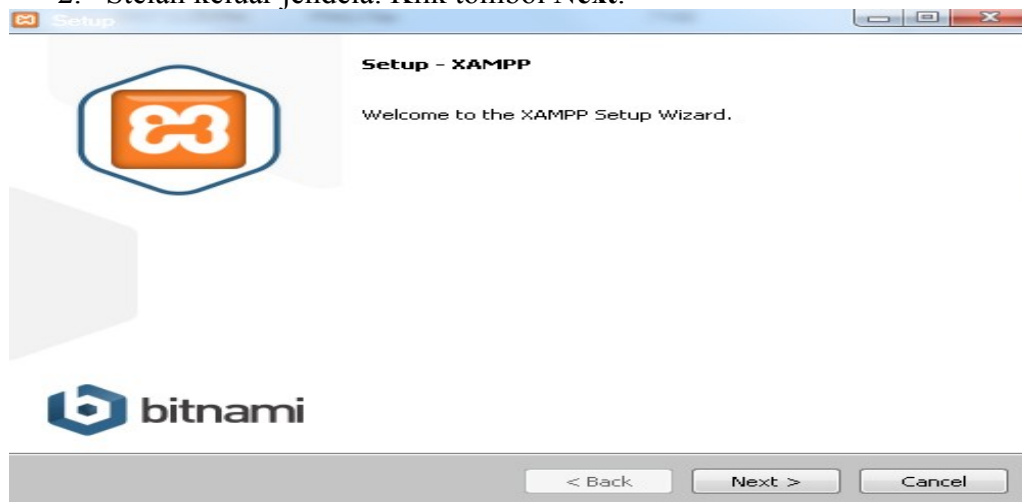 2. Stelah keluar jendela. Klik tombol Next.
Setup
Setup - XAMPP
Welcome to the XAMPP Setup Wizard.
bitnami
< Back Next > Cancel